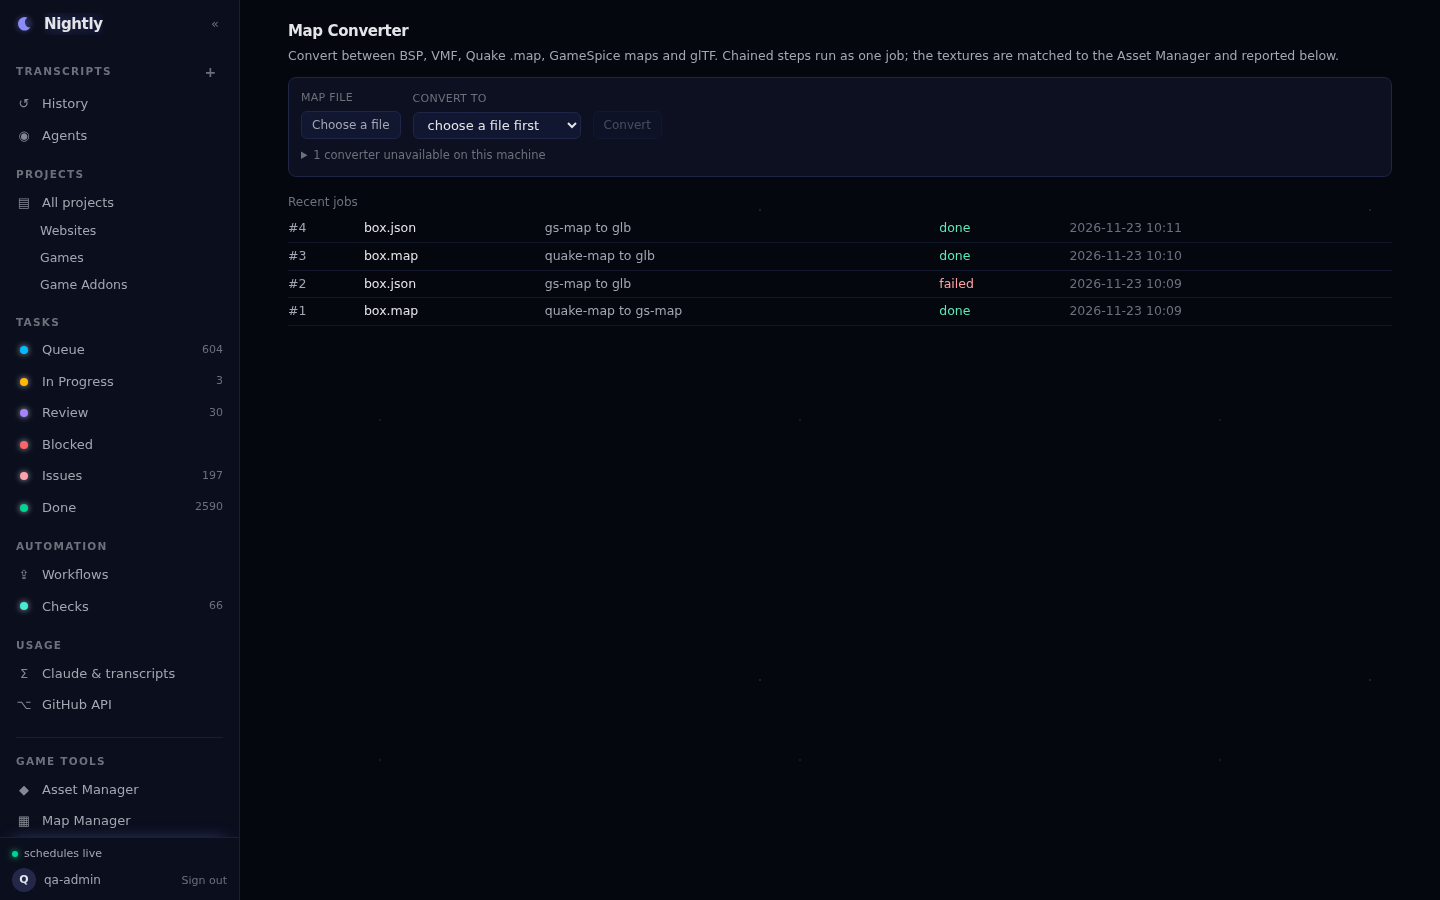 Nightly «
TRANSCRIPTS +
History
Agents
PROJECTS
All projects
Websites
Games
Game Addons
TASKS
Queue 604
In Progress 3
Review 30
Blocked
Issues 197
Done 2590
AUTOMATION
Workflows
Checks 66
USAGE
Σ Claude & transcripts
GitHub API
GAME TOOLS
Asset Manager
Map Manager
schedules live
Q qa-admin Sign out
Map Converter
Convert between BSP, VMF, Quake .map, GameSpice maps and glTF. Chained steps run as one job; the textures are matched to the Asset Manager and reported below.
MAP FILE CONVERT TO
Choose a file choose a file first Convert
1 converter unavailable on this machine
Recent jobs
#4 box.json gs-map to glb done 2026-11-23 10:11
#3 box.map quake-map to glb done 2026-11-23 10:10
#2 box.json gs-map to glb failed 2026-11-23 10:09
#1 box.map quake-map to gs-map done 2026-11-23 10:09